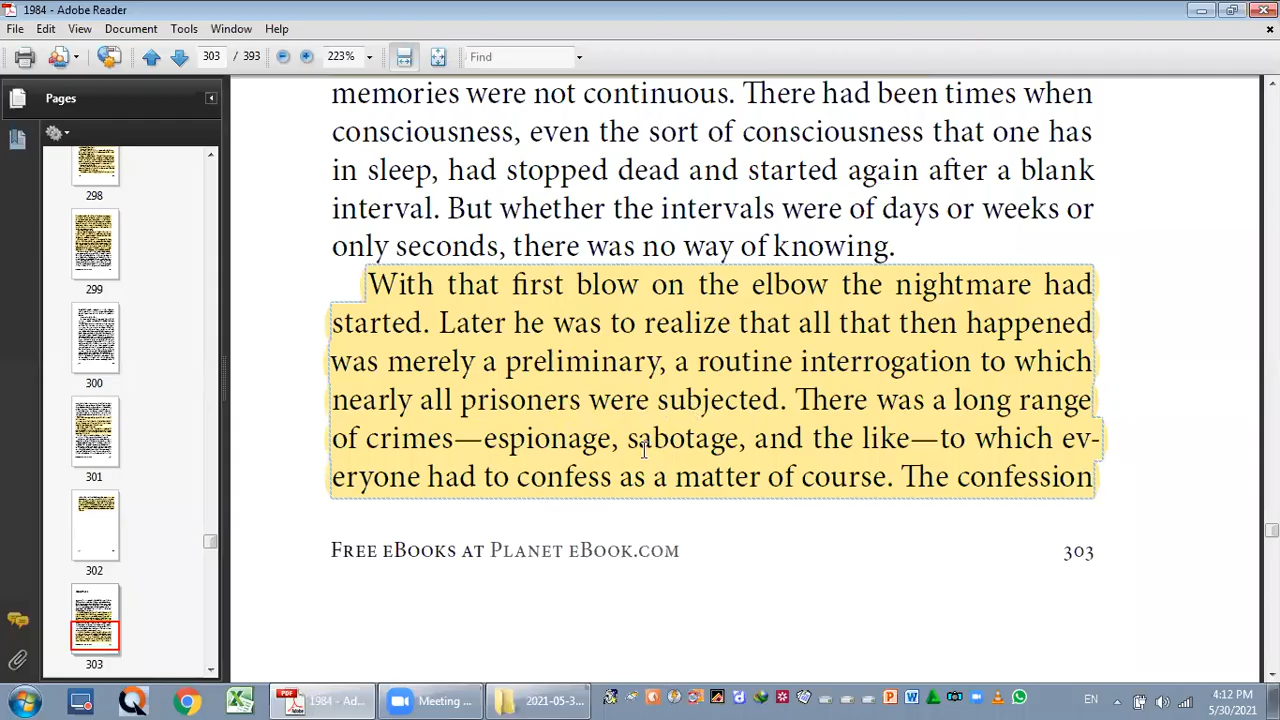 1984 - Adobe Reader
File Edit View Document Tools Window Help
303 / 393 223% Find
Pages
298
299
300
301
302
303
memories were not continuous. There had been times when
consciousness, even the sort of consciousness that one has
in sleep, had stopped dead and started again after a blank
interval. But whether the intervals were of days or weeks or
only seconds, there was no way of knowing.
With that first blow on the elbow the nightmare had
started. Later he was to realize that all that then happened
was merely a preliminary, a routine interrogation to which
nearly all prisoners were subjected. There was a long range
of crimes—espionage, sabotage, and the like—to which ev-
eryone had to confess as a matter of course. The confession
Free eBooks at Planet eBook.com 303
1984 - Ad... Meeting ... 2021-05-3... EN 4:12 PM
5/30/2021